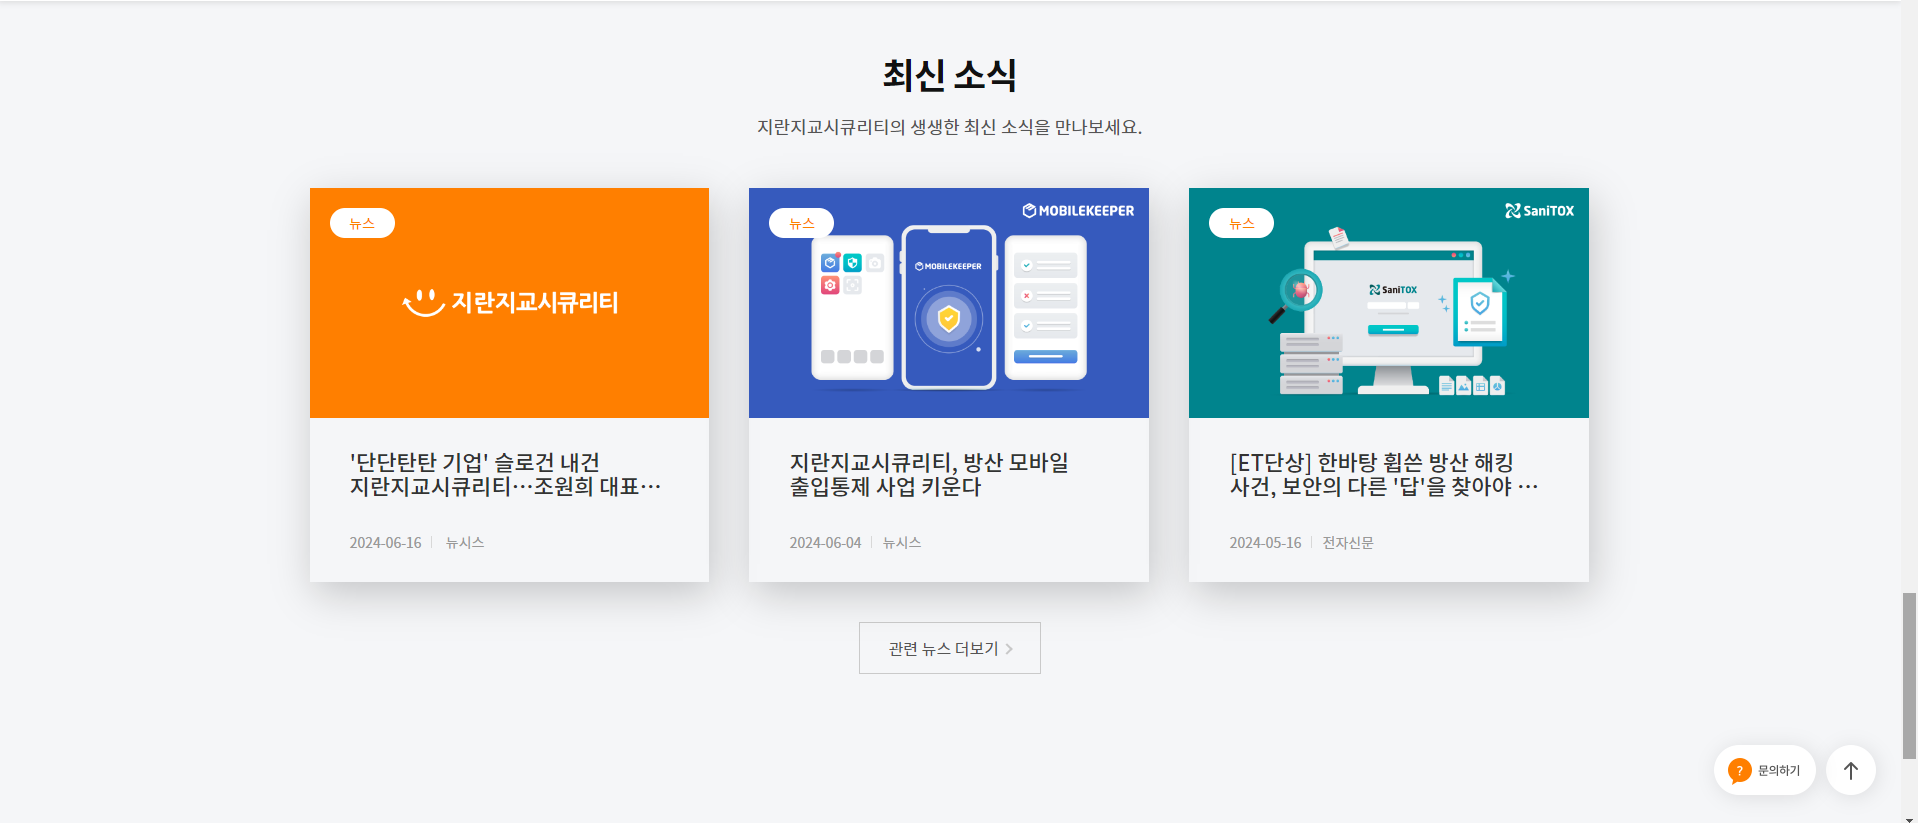 최신 소식
지란지교시큐리티의 생생한 최신 소식을 만나보세요.
뉴스
지란지교시큐리티
'단단탄탄 기업' 슬로건 내건
지란지교시큐리티…조원희 대표…
2024-06-16 뉴시스
뉴스
MOBILEKEEPER
MOBILEKEEPER
지란지교시큐리티, 방산 모바일
출입통제 사업 키운다
2024-06-04 뉴시스
뉴스
SaniTOX
SaniTOX
[ET단상] 한바탕 휩쓴 방산 해킹
사건, 보안의 다른 '답'을 찾아야 …
2024-05-16 전자신문
관련 뉴스 더보기
? 문의하기